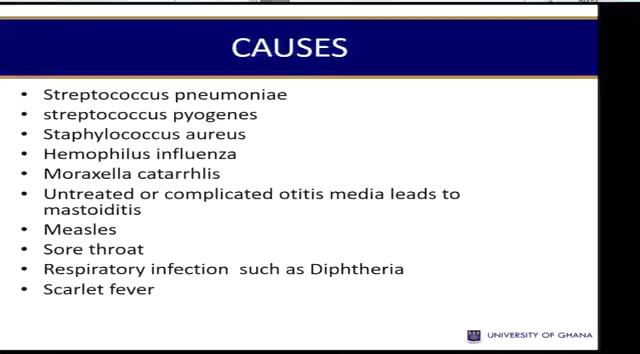 CAUSES
• Streptococcus pneumoniae
• streptococcus pyogenes
• Staphylococcus aureus
• Hemophilus influenza
• Moraxella catarrhlis
• Untreated or complicated otitis media leads to
mastoiditis
• Measles
• Sore throat
• Respiratory infection such as Diphtheria
• Scarlet fever
UNIVERSITY OF GHANA